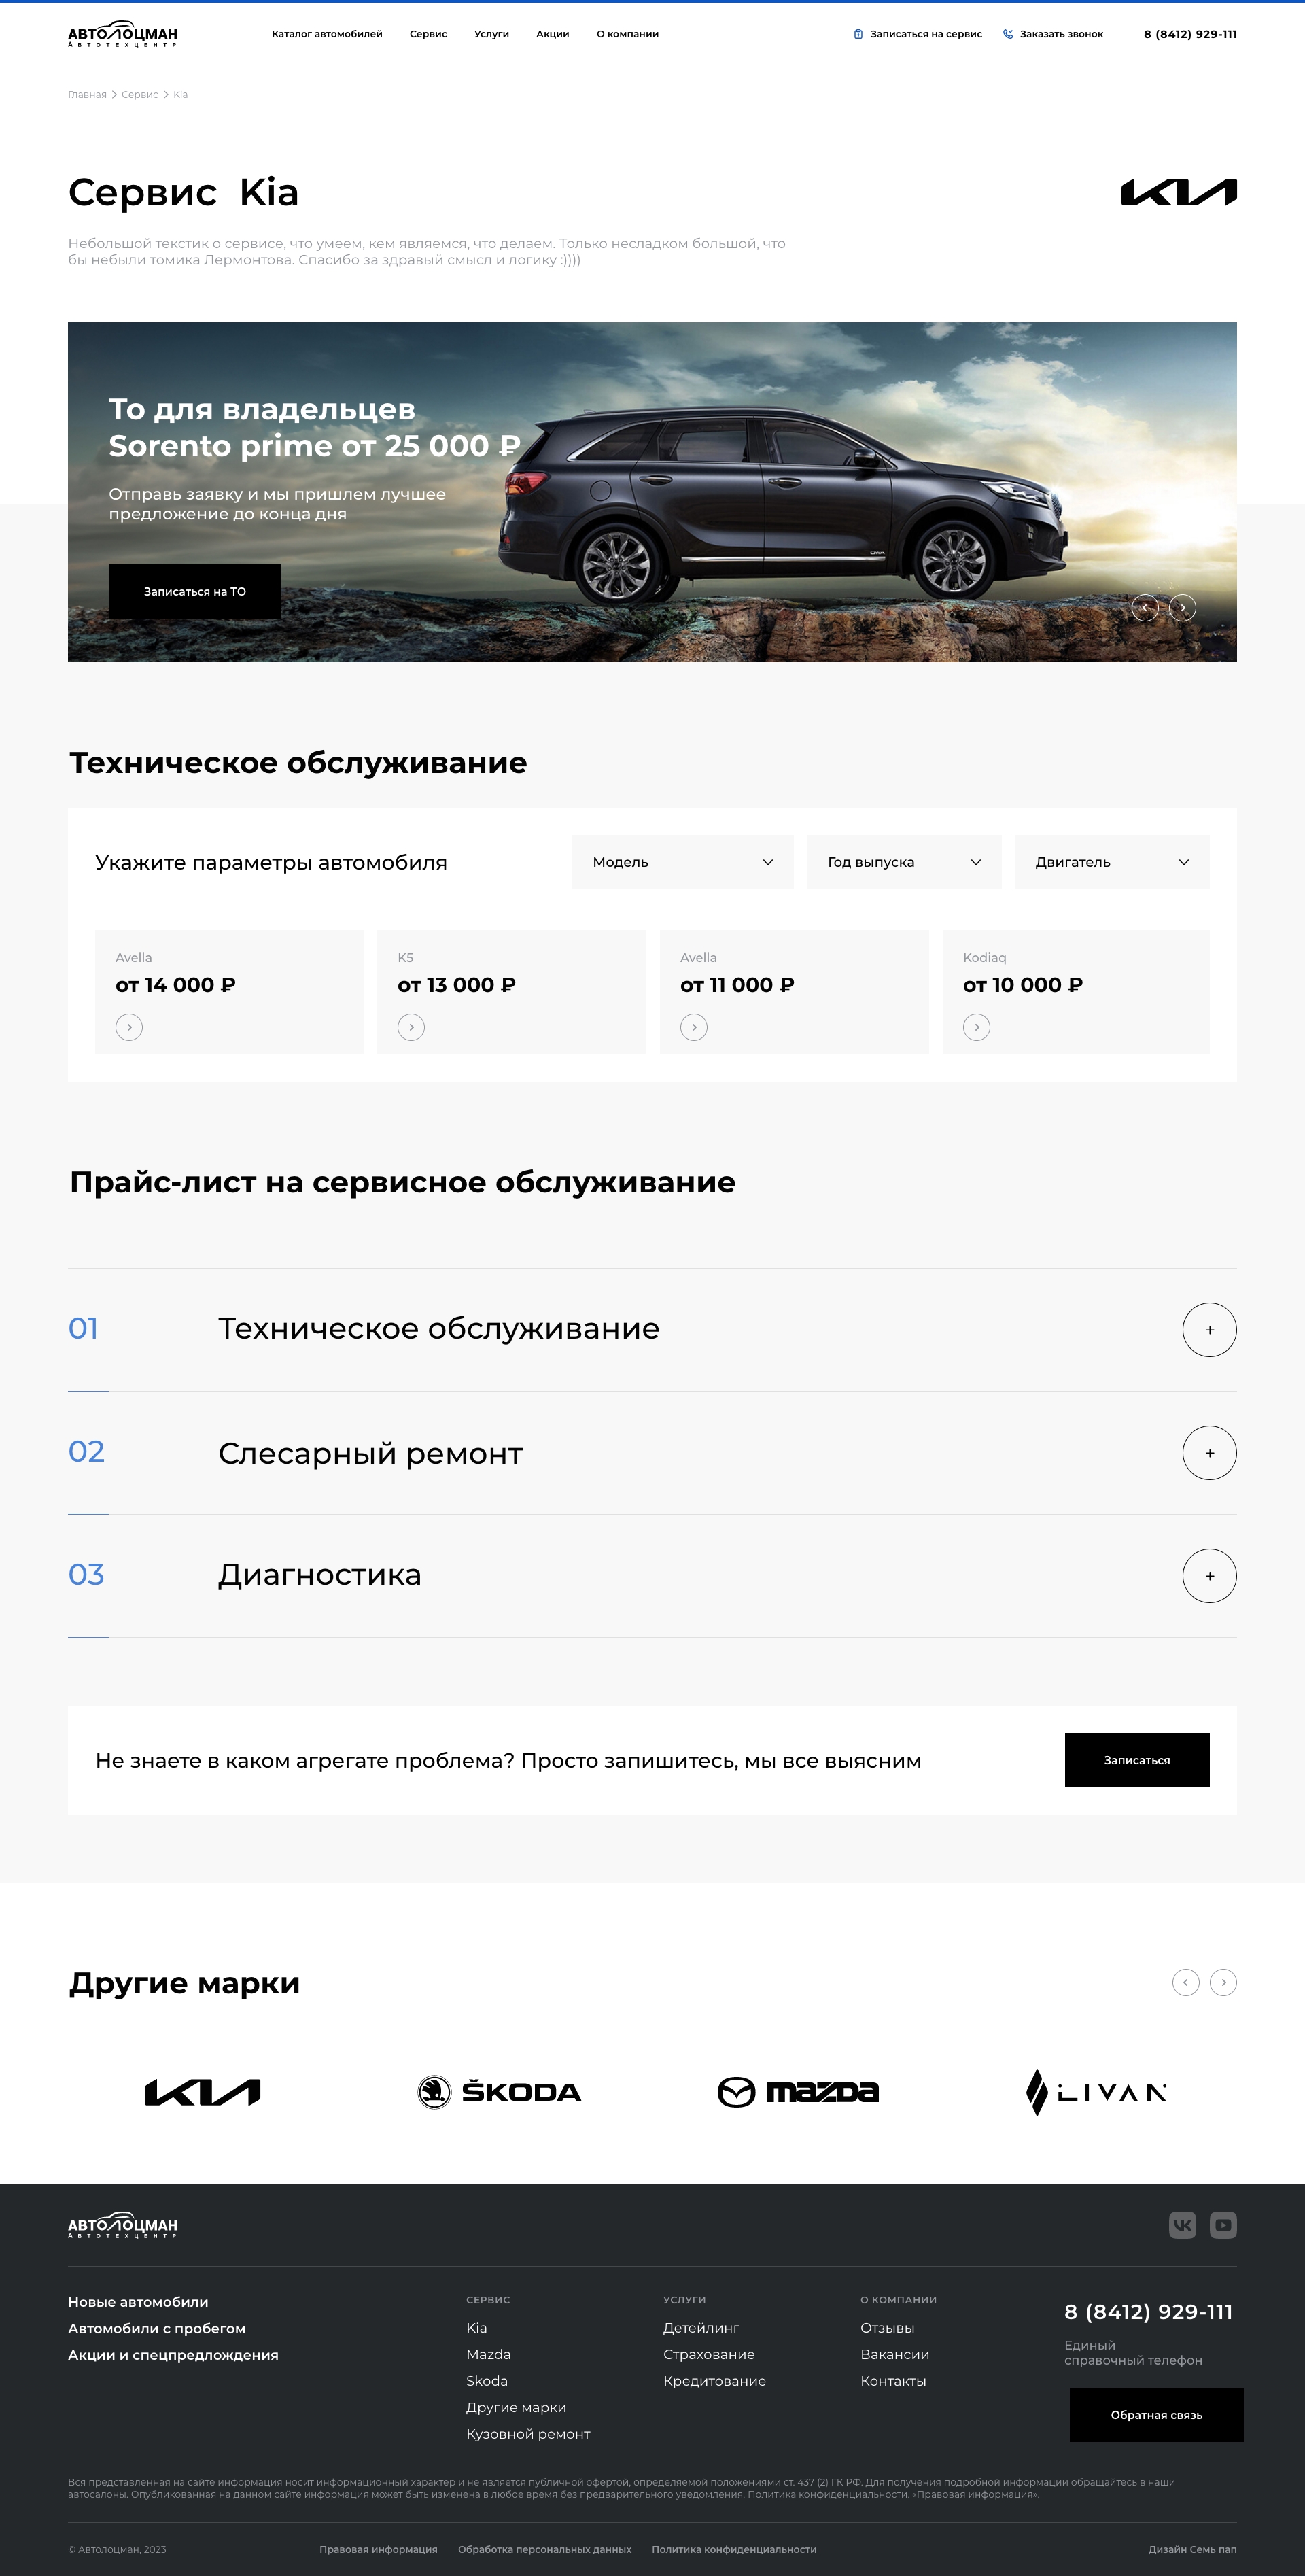 АВТОЛОЦМАН
Автотехцентр
Каталог автомобилей
Сервис
Услуги
Акции
О компании
Записаться на сервис
Заказать звонок
8 (8412) 929-111
Главная > Сервис > Kia
Сервис Kia
KIA
Небольшой текстик о сервисе, что умеем, кем являемся, что делаем. Только несладком большой, что
бы небыли томика Лермонтова. Спасибо за здравый смысл и логику :))))
То для владельцев
Sorento prime от 25 000 ₽
Отправь заявку и мы пришлем лучшее
предложение до конца дня
Записаться на ТО
Техническое обслуживание
Укажите параметры автомобиля
Модель
Год выпуска
Двигатель
Avella
от 14 000 ₽
K5
от 13 000 ₽
Avella
от 11 000 ₽
Kodiaq
от 10 000 ₽
Прайс-лист на сервисное обслуживание
01
Техническое обслуживание
02
Слесарный ремонт
03
Диагностика
Не знаете в каком агрегате проблема? Просто запишитесь, мы все выясним
Записаться
Другие марки
KIA
ŠKODA
mazda
LIVAN
АВТОЛОЦМАН
Автотехцентр
Новые автомобили
Автомобили с пробегом
Акции и спецпредложения
СЕРВИС
Kia
Mazda
Skoda
Другие марки
Кузовной ремонт
УСЛУГИ
Детейлинг
Страхование
Кредитование
О КОМПАНИИ
Отзывы
Вакансии
Контакты
8 (8412) 929-111
Единый
справочный телефон
Обратная связь
Вся представленная на сайте информация носит информационный характер и не является публичной офертой, определяемой положениями ст. 437 (2) ГК РФ. Для получения подробной информации обращайтесь в наши
автосалоны. Опубликованная на данном сайте информация может быть изменена в любое время без предварительного уведомления. Политика конфиденциальности. «Правовая информация».
© Автолоцман, 2023
Правовая информация
Обработка персональных данных
Политика конфиденциальности
Дизайн Семь пап